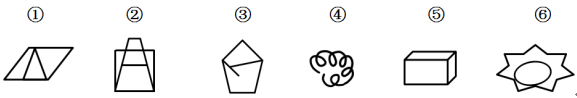 ① ② ③ ④ ⑤ ⑥